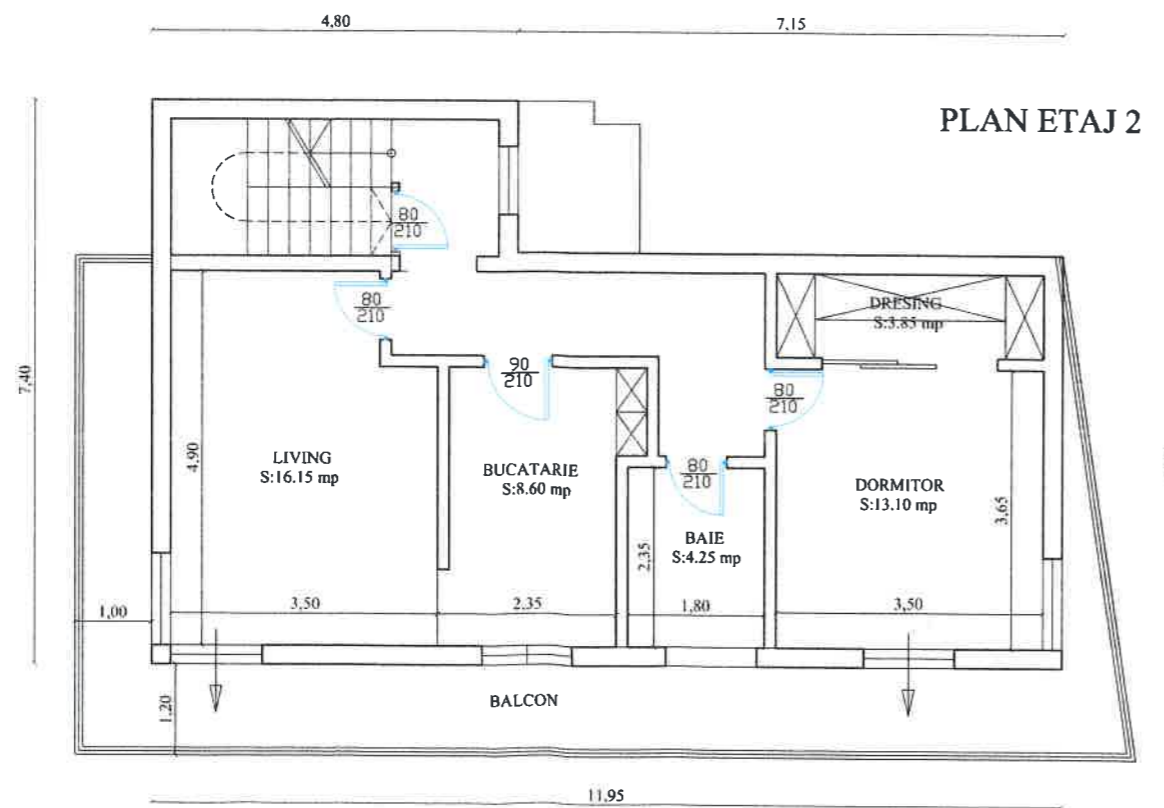 4,80
7,15
PLAN ETAJ 2
7,40
80
210
80
210
DRESING
S:3.85 mp
90
210
80
210
LIVING
S:16.15 mp
4,90
BUCATARIE
S:8.60 mp
80
210
DORMITOR
S:13.10 mp
3,65
BAIE
S:4.25 mp
2,35
1,00
3,50
2,35
1,80
3,50
1,20
BALCON
11,95